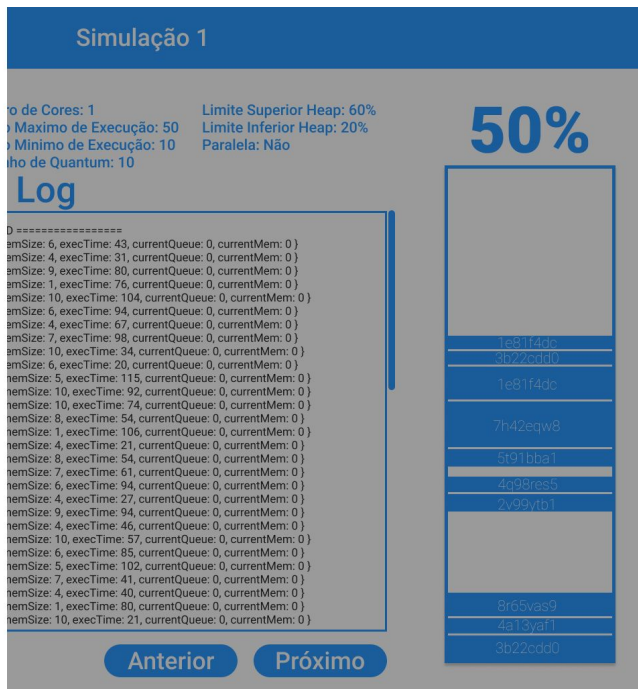 Simulação 1
ro de Cores: 1
o Maximo de Execução: 50
o Minimo de Execução: 10
nho de Quantum: 10
Limite Superior Heap: 60%
Limite Inferior Heap: 20%
Paralela: Não
Log
D =================
emSize: 6, execTime: 43, currentQueue: 0, currentMem: 0 }
emSize: 4, execTime: 31, currentQueue: 0, currentMem: 0 }
emSize: 9, execTime: 80, currentQueue: 0, currentMem: 0 }
emSize: 1, execTime: 76, currentQueue: 0, currentMem: 0 }
emSize: 10, execTime: 104, currentQueue: 0, currentMem: 0 }
emSize: 6, execTime: 94, currentQueue: 0, currentMem: 0 }
emSize: 4, execTime: 67, currentQueue: 0, currentMem: 0 }
emSize: 7, execTime: 98, currentQueue: 0, currentMem: 0 }
emSize: 10, execTime: 34, currentQueue: 0, currentMem: 0 }
emSize: 6, execTime: 20, currentQueue: 0, currentMem: 0 }
nemSize: 5, execTime: 115, currentQueue: 0, currentMem: 0 }
nemSize: 10, execTime: 92, currentQueue: 0, currentMem: 0 }
nemSize: 10, execTime: 74, currentQueue: 0, currentMem: 0 }
nemSize: 8, execTime: 54, currentQueue: 0, currentMem: 0 }
nemSize: 1, execTime: 106, currentQueue: 0, currentMem: 0 }
nemSize: 4, execTime: 21, currentQueue: 0, currentMem: 0 }
nemSize: 8, execTime: 54, currentQueue: 0, currentMem: 0 }
nemSize: 7, execTime: 61, currentQueue: 0, currentMem: 0 }
nemSize: 6, execTime: 94, currentQueue: 0, currentMem: 0 }
nemSize: 4, execTime: 27, currentQueue: 0, currentMem: 0 }
nemSize: 9, execTime: 94, currentQueue: 0, currentMem: 0 }
nemSize: 4, execTime: 46, currentQueue: 0, currentMem: 0 }
nemSize: 10, execTime: 57, currentQueue: 0, currentMem: 0 }
nemSize: 6, execTime: 85, currentQueue: 0, currentMem: 0 }
nemSize: 5, execTime: 102, currentQueue: 0, currentMem: 0 }
nemSize: 7, execTime: 41, currentQueue: 0, currentMem: 0 }
nemSize: 4, execTime: 40, currentQueue: 0, currentMem: 0 }
nemSize: 1, execTime: 80, currentQueue: 0, currentMem: 0 }
nemSize: 10, execTime: 21, currentQueue: 0, currentMem: 0 }
Anterior
Próximo
50%
1e81f4dc
3b22cdd0
1e81f4dc
7h42eqw8
5t91bba1
4q98res5
2v99ytb1
8r65vas9
4a13yaf1
3b22cdd0